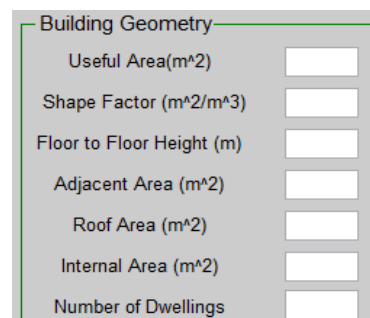 Building Geometry
Useful Area(m^2)
Shape Factor (m^2/m^3)
Floor to Floor Height (m)
Adjacent Area (m^2)
Roof Area (m^2)
Internal Area (m^2)
Number of Dwellings